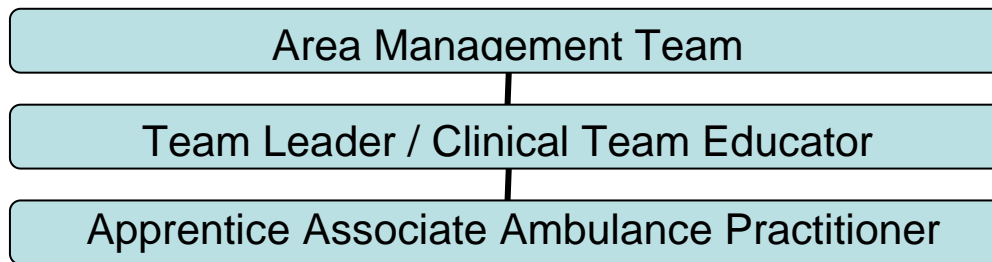 Area Management Team
Team Leader / Clinical Team Educator
Apprentice Associate Ambulance Practitioner